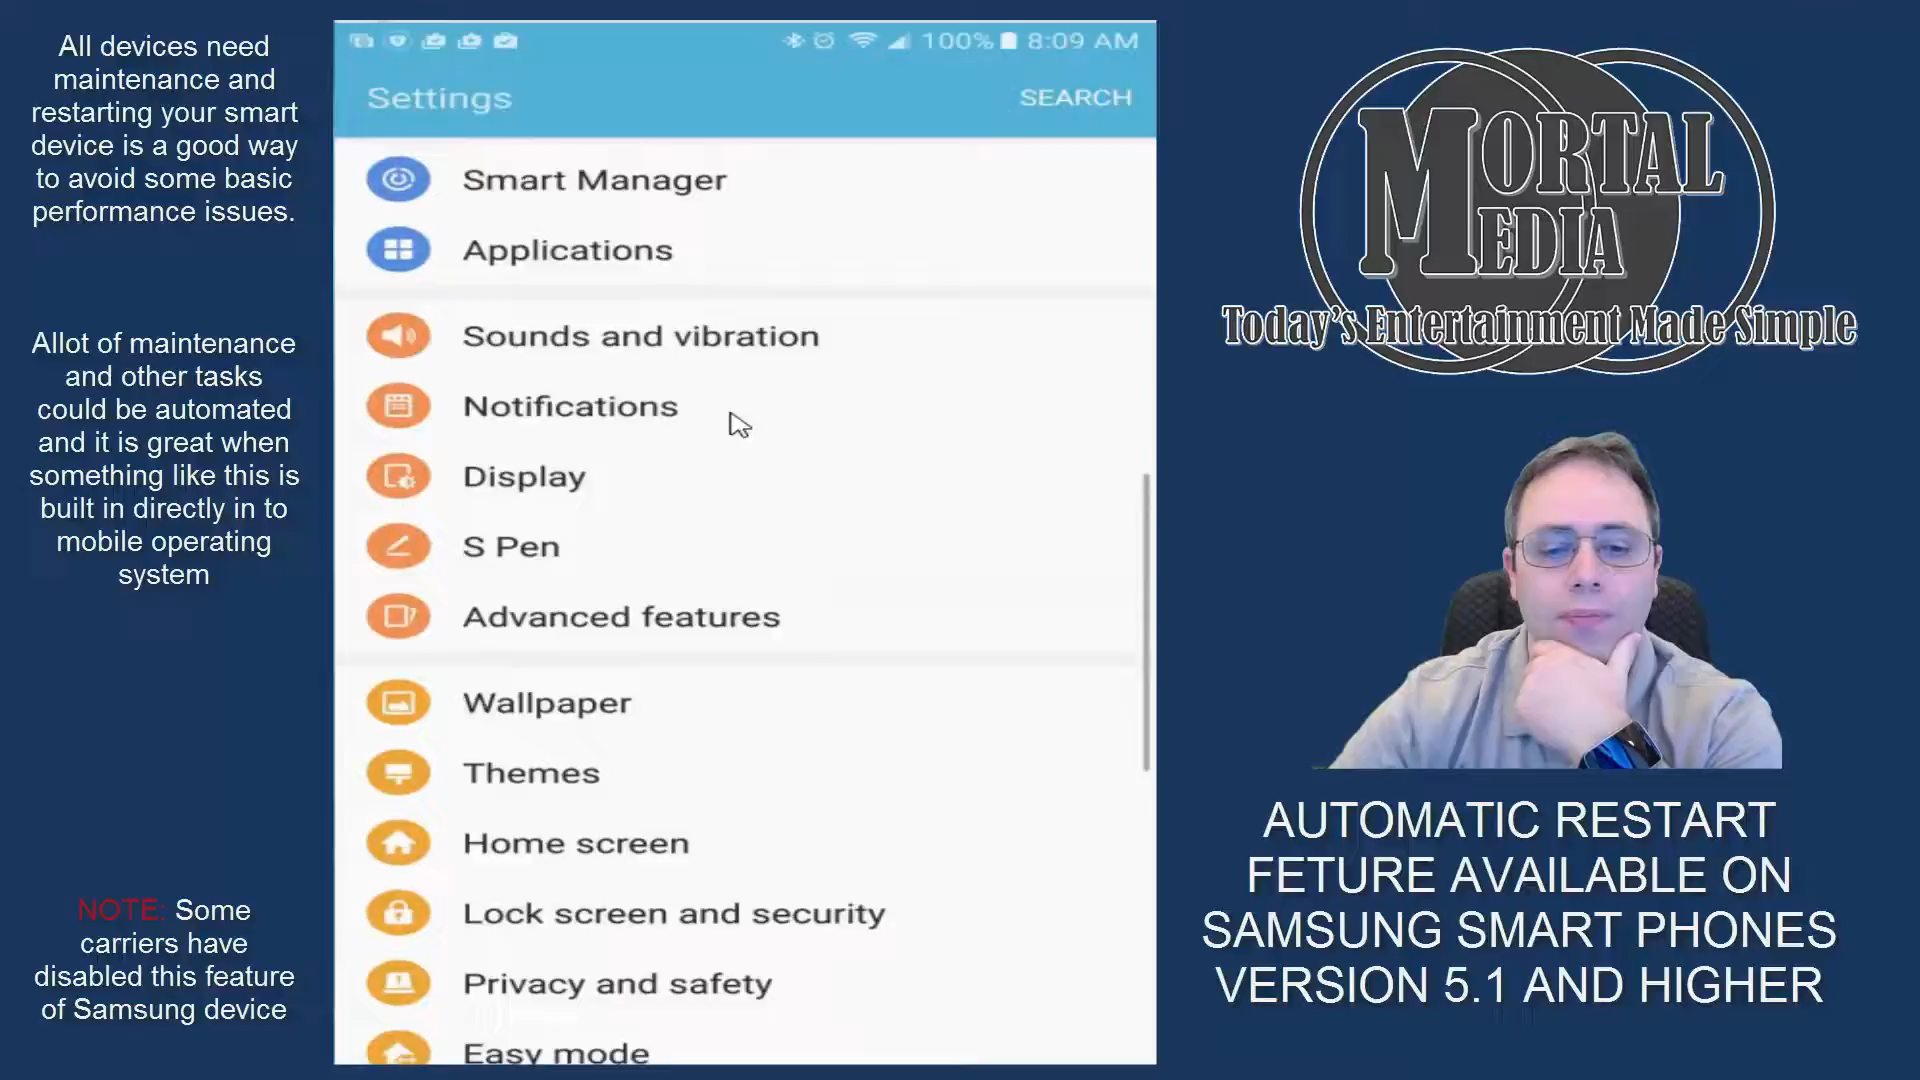 All devices need
maintenance and
restarting your smart
device is a good way
to avoid some basic
performance issues.
Allot of maintenance
and other tasks
could be automated
and it is great when
something like this is
built in directly in to
mobile operating
system
NOTE: Some
carriers have
disabled this feature
of Samsung device
100% 8:09 AM
Settings
SEARCH
Smart Manager
Applications
Sounds and vibration
Notifications
Display
S Pen
Advanced features
Wallpaper
Themes
Home screen
Lock screen and security
Privacy and safety
Easy mode
MORTAL
MEDIA
Today's Entertainment Made Simple
AUTOMATIC RESTART
FETURE AVAILABLE ON
SAMSUNG SMART PHONES
VERSION 5.1 AND HIGHER